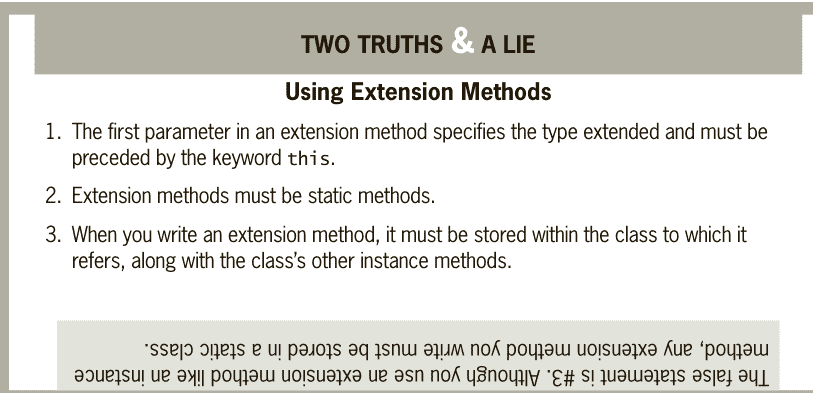 TWO TRUTHS & A LIE
Using Extension Methods
1. The first parameter in an extension method specifies the type extended and must be
preceded by the keyword this.
2. Extension methods must be static methods.
3. When you write an extension method, it must be stored within the class to which it
refers, along with the class’s other instance methods.
The false statement is #3. Although you use an extension method like an instance
method, any extension method you write must be stored in a static class.